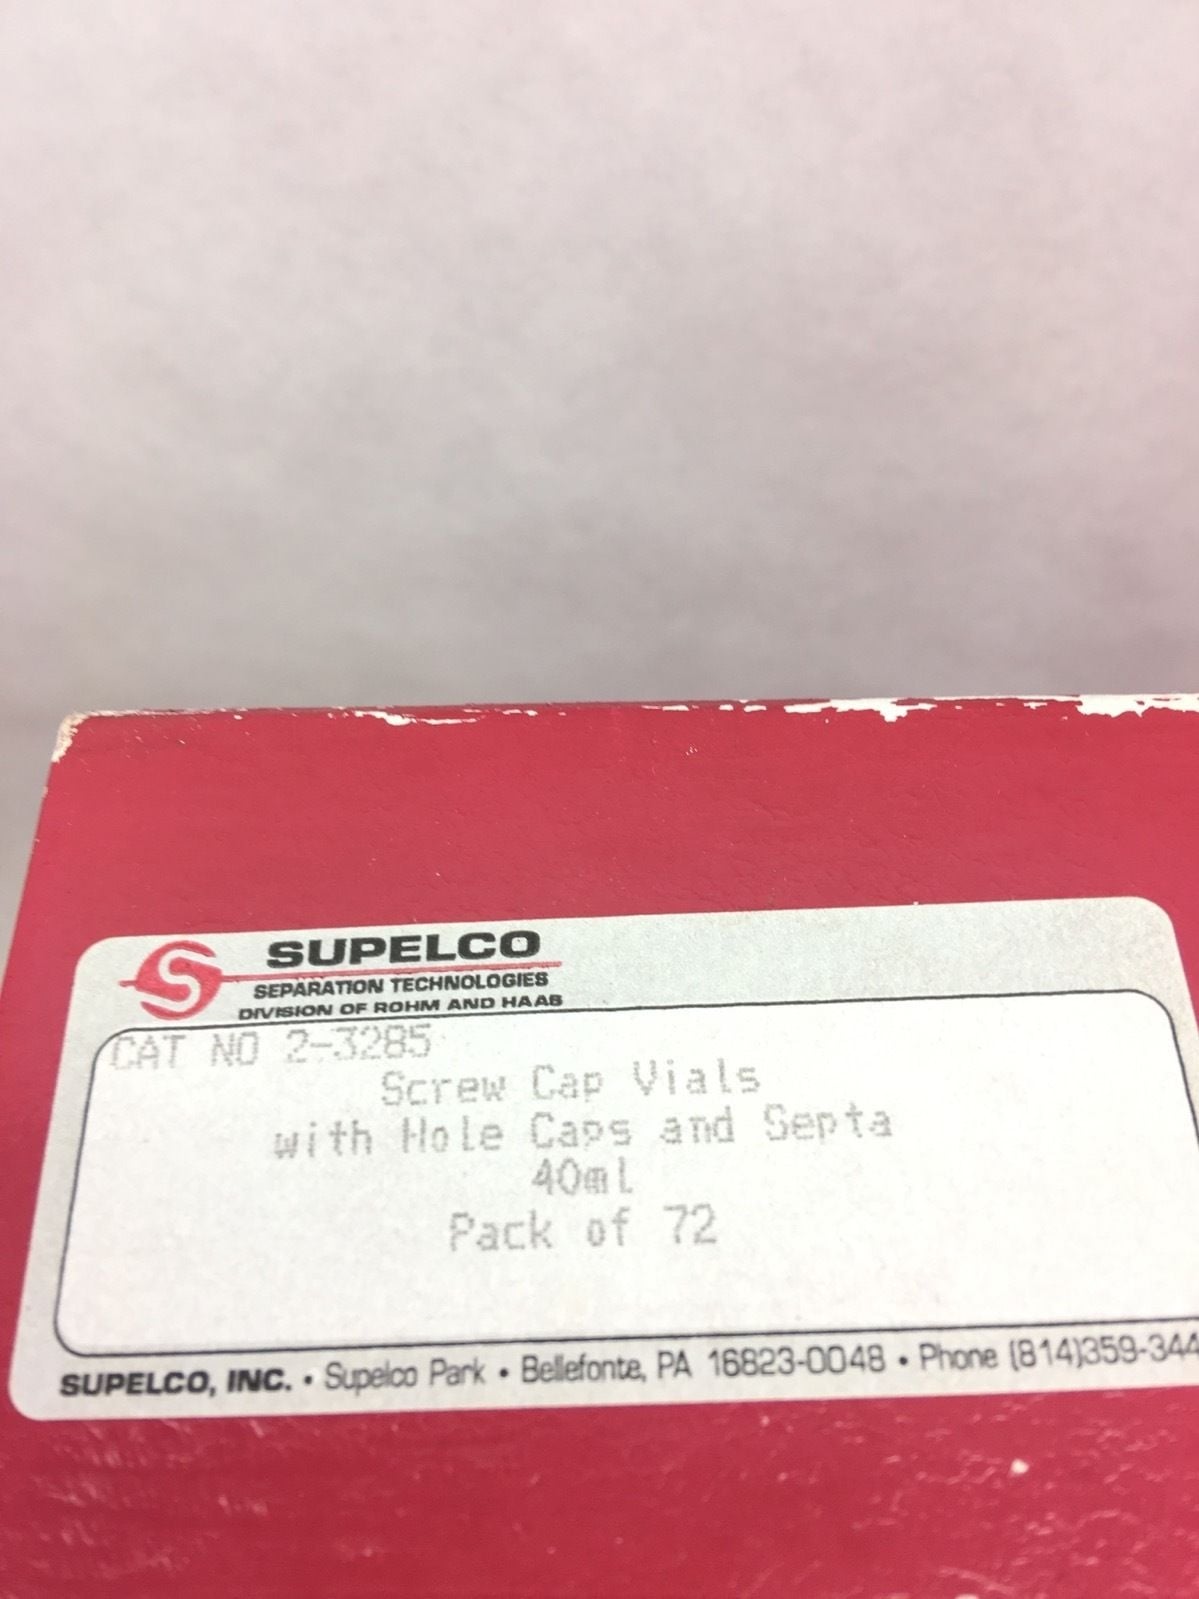 SUPELCO
SEPARATION TECHNOLOGIES
DIVISION OF ROHM AND HAAS
CAT NO 2-3285
Screw Cap Vials
with Hole Caps and Septa
40ml
Pack of 72
SUPELCO, INC. • Supelco Park • Bellefonte, PA 16823-0048 • Phone (814)359-344